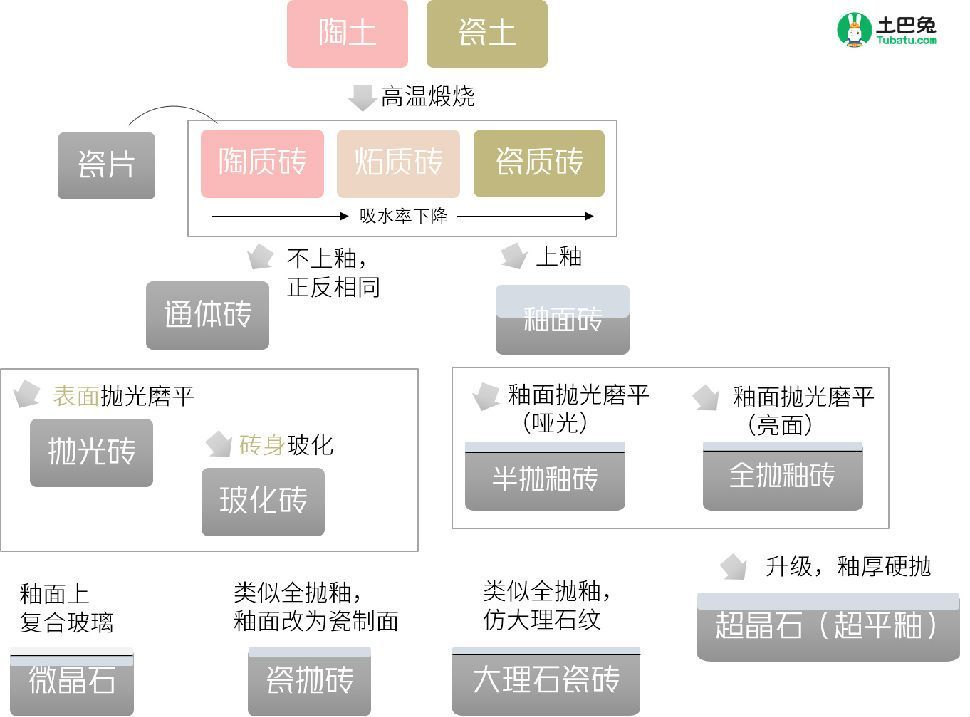 陶土
瓷土
土巴兔
Tubatu.com
高温煅烧
瓷片
陶质砖
炻质砖
瓷质砖
吸水率下降
不上釉，
正反相同
上釉
通体砖
釉面砖
表面抛光磨平
抛光砖
砖身玻化
玻化砖
釉面抛光磨平
（哑光）
半抛釉砖
釉面抛光磨平
（亮面）
全抛釉砖
升级，釉厚硬抛
超晶石（超平釉）
釉面上
复合玻璃
微晶石
类似全抛釉，
釉面改为瓷制面
瓷抛砖
类似全抛釉，
仿大理石纹
大理石瓷砖